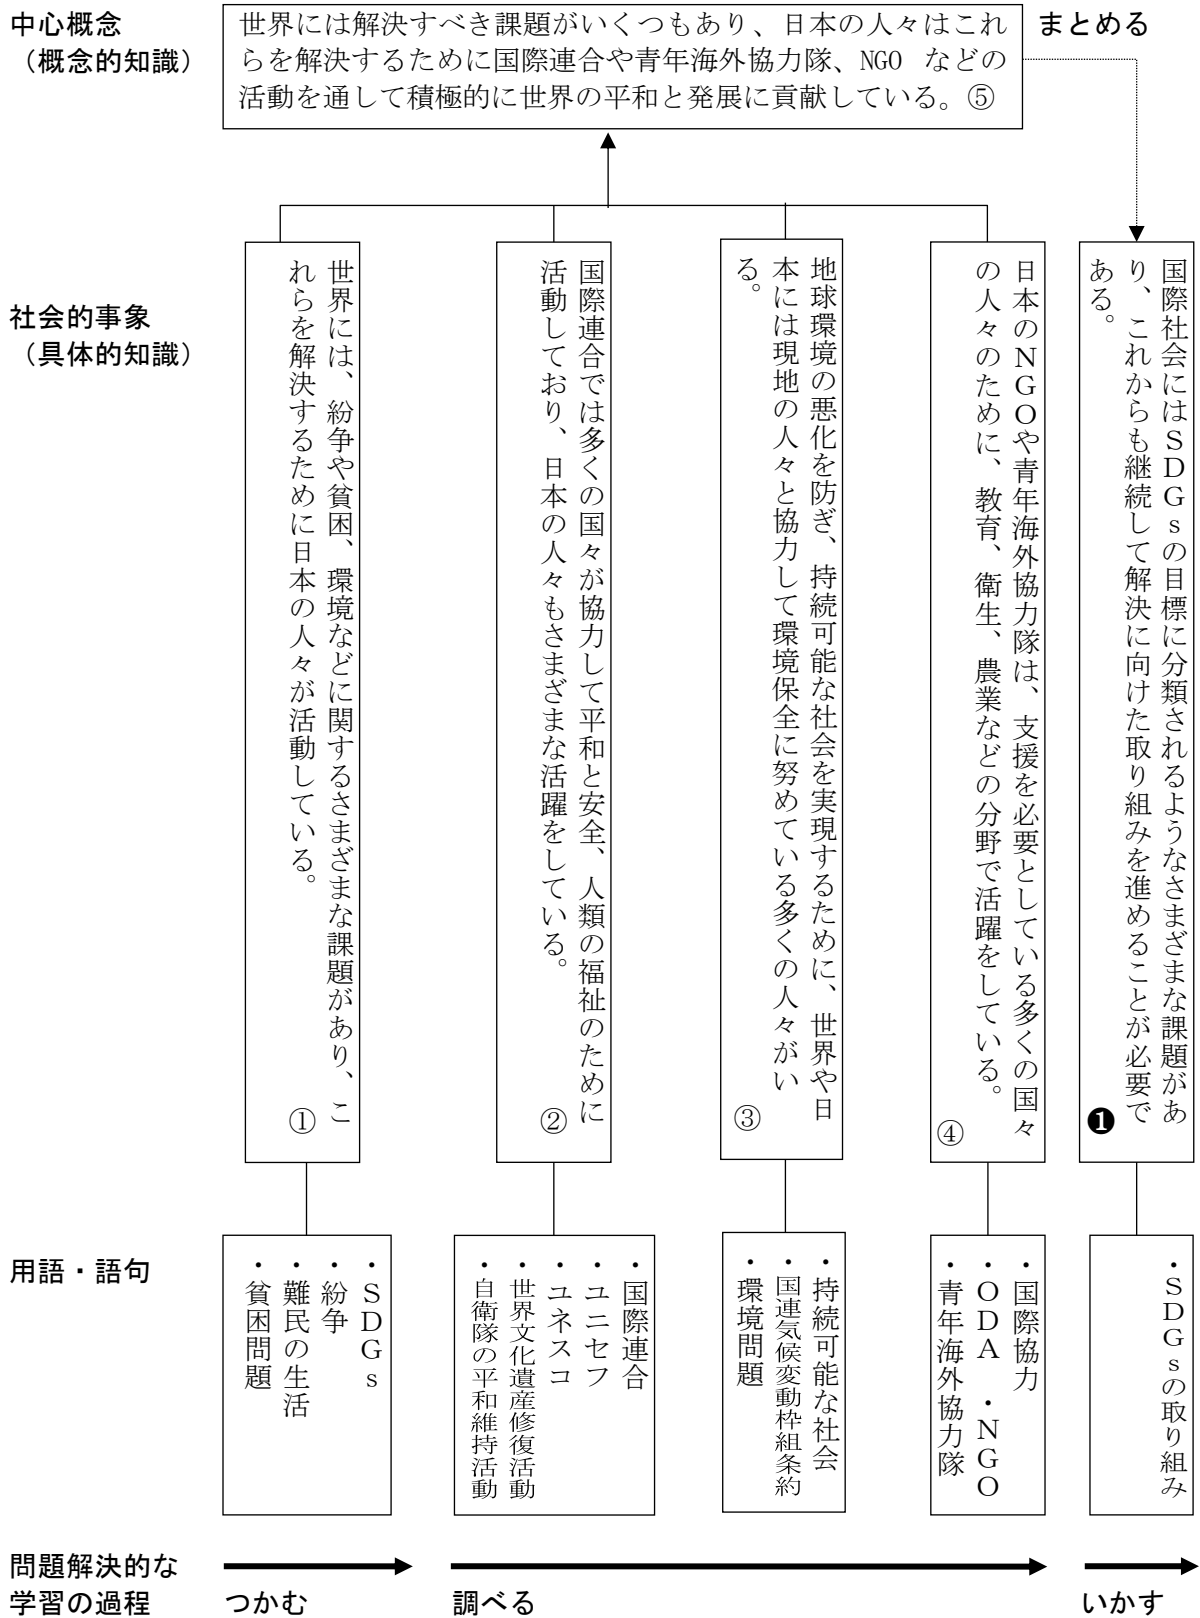 中心概念
（概念的知識）
世界には解決すべき課題がいくつもあり、日本の人々はこれ
らを解決するために国際連合や青年海外協力隊、NGO などの
活動を通して積極的に世界の平和と発展に貢献している。⑤
まとめる
社会的事象
（具体的知識）
世界には、紛争や貧困、環境などに関するさまざまな課題があり、こ
れらを解決するために日本の人々が活動している。
①
国際連合では多くの国々が協力して平和と安全、人類の福祉のために
活動しており、日本の人々もさまざまな活躍をしている。
②
地球環境の悪化を防ぎ、持続可能な社会を実現するために、世界や日
本には現地の人々と協力して環境保全に努めている多くの人々がい
る。
③
日本のＮＧＯや青年海外協力隊は、支援を必要としている多くの国々
の人々のために、教育、衛生、農業などの分野で活躍をしている。
④
国際社会にはＳＤＧｓの目標に分類されるようなさまざまな課題があ
り、これからも継続して解決に向けた取り組みを進めることが必要で
ある。
❶
用語・語句
・ＳＤＧｓ
・紛争
・難民の生活
・貧困問題
・国際連合
・ユニセフ
・ユネスコ
・世界文化遺産修復活動
・自衛隊の平和維持活動
・持続可能な社会
・国連気候変動枠組条約
・環境問題
・国際協力
・ＯＤＡ・ＮＧＯ
・青年海外協力隊
・ＳＤＧｓの取り組み
問題解決的な
学習の過程
つかむ
調べる
いかす